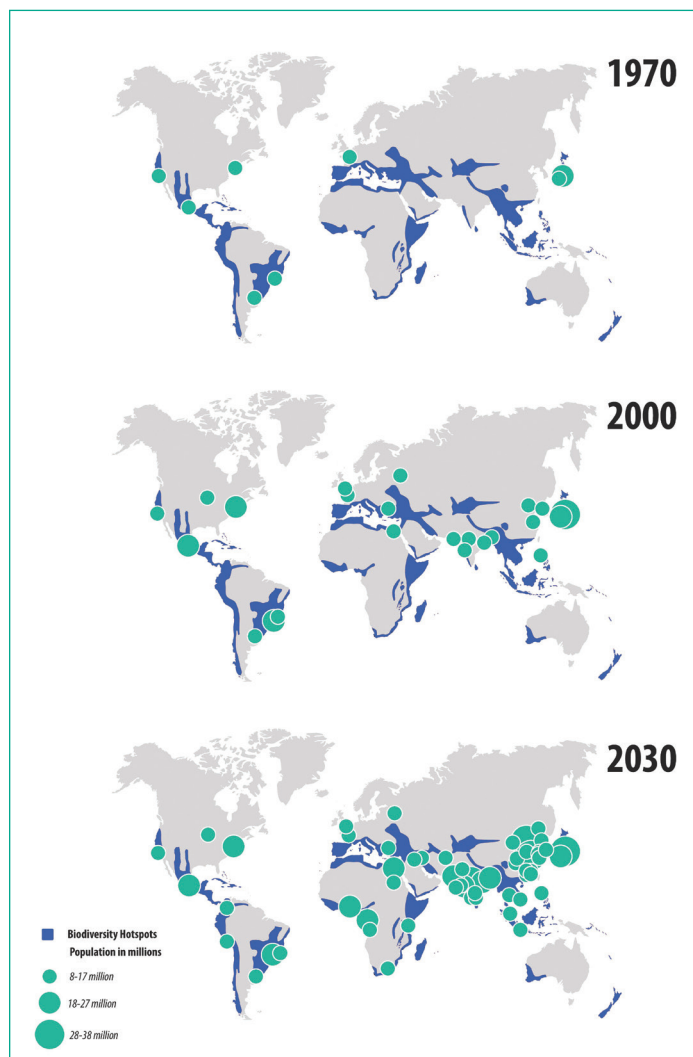 1970
2000
2030
Biodiversity Hotspots
Population in millions
8-17 million
18-27 million
28-38 million